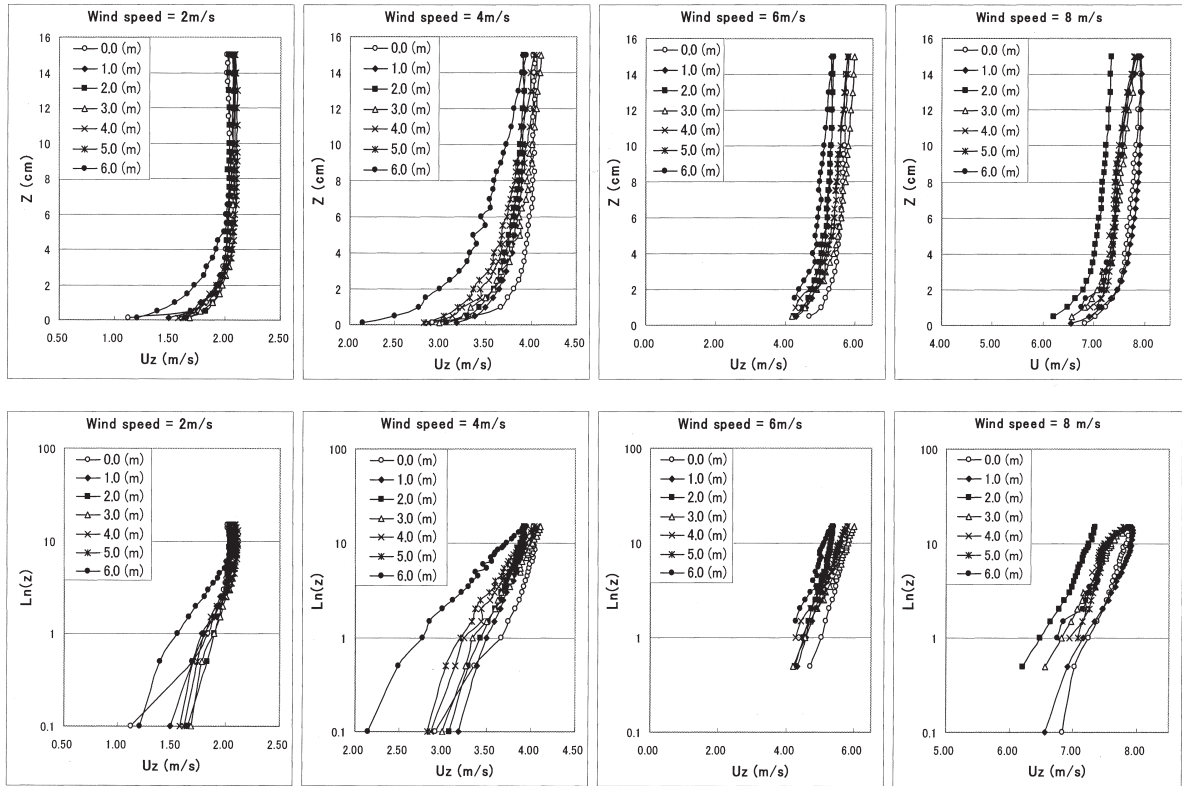 Wind speed = 2m/s
16
14
12
10
8
6
4
2
0
Z (cm)
0.0 (m)
1.0 (m)
2.0 (m)
3.0 (m)
4.0 (m)
5.0 (m)
6.0 (m)
0.50 1.00 1.50 2.00 2.50
Uz (m/s)
Wind speed = 4m/s
16
14
12
10
8
6
4
2
0
Z (cm)
0.0 (m)
1.0 (m)
2.0 (m)
3.0 (m)
4.0 (m)
5.0 (m)
6.0 (m)
2.00 2.50 3.00 3.50 4.00 4.50
Uz (m/s)
Wind speed = 6m/s
16
14
12
10
8
6
4
2
0
Z (cm)
0.0 (m)
1.0 (m)
2.0 (m)
3.0 (m)
4.0 (m)
5.0 (m)
6.0 (m)
0.00 2.00 4.00 6.00
Uz (m/s)
Wind speed = 8 m/s
16
14
12
10
8
6
4
2
0
Z (cm)
0.0 (m)
1.0 (m)
2.0 (m)
3.0 (m)
4.0 (m)
5.0 (m)
6.0 (m)
4.00 5.00 6.00 7.00 8.00
U (m/s)
Wind speed = 2m/s
100
10
1
0.1
Ln(z)
0.0 (m)
1.0 (m)
2.0 (m)
3.0 (m)
4.0 (m)
5.0 (m)
6.0 (m)
0.50 1.00 1.50 2.00 2.50
Uz (m/s)
Wind speed = 4m/s
100
10
1
0.1
Ln(z)
0.0 (m)
1.0 (m)
2.0 (m)
3.0 (m)
4.0 (m)
5.0 (m)
6.0 (m)
2.00 2.50 3.00 3.50 4.00 4.50
Uz (m/s)
Wind speed = 6m/s
100
10
1
0.1
Ln(z)
0.0 (m)
1.0 (m)
2.0 (m)
3.0 (m)
4.0 (m)
5.0 (m)
6.0 (m)
0.00 2.00 4.00 6.00
Uz (m/s)
Wind speed = 8 m/s
100
10
1
0.1
Ln(z)
0.0 (m)
1.0 (m)
2.0 (m)
3.0 (m)
4.0 (m)
5.0 (m)
6.0 (m)
5.00 6.00 7.00 8.00
Uz (m/s)